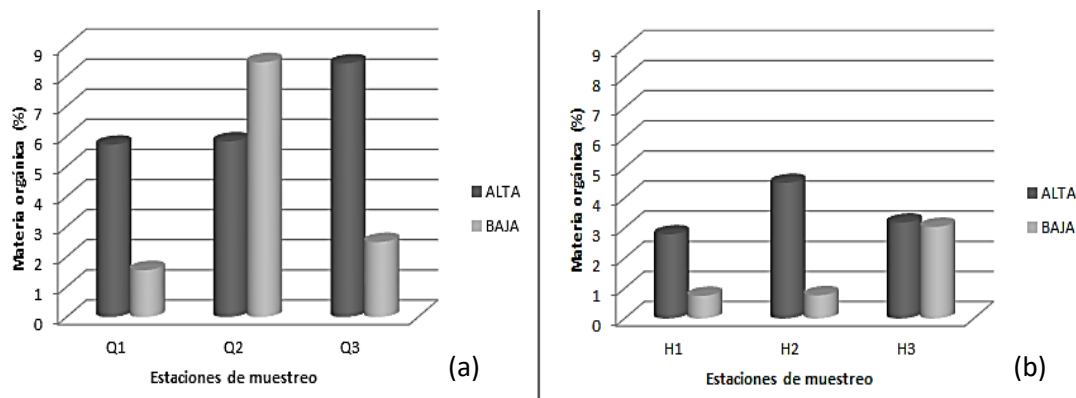 Materia orgánica (%)
9
8
7
6
5
4
3
2
1
0
Q1 Q2 Q3
Estaciones de muestreo
ALTA
BAJA
(a)
Materia orgánica (%)
9
8
7
6
5
4
3
2
1
0
H1 H2 H3
Estaciones de muestreo
ALTA
BAJA
(b)